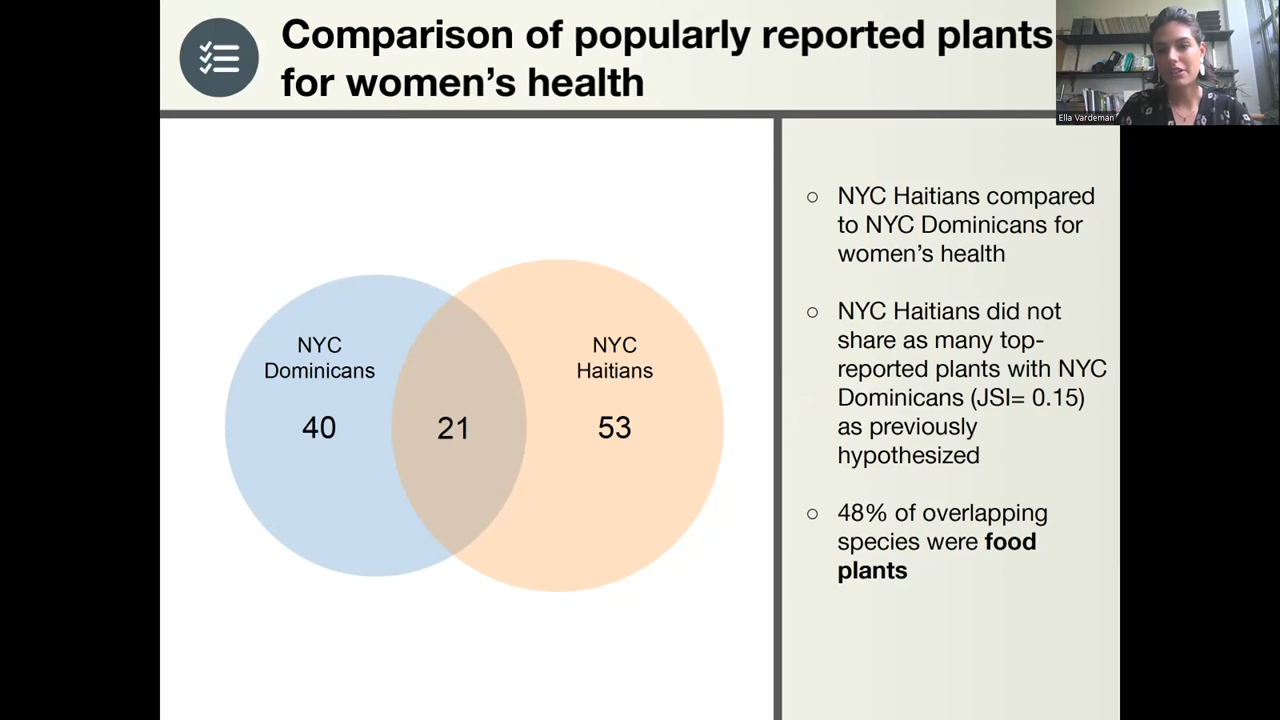 Comparison of popularly reported plants
for women's health
Ella Vardeman
NYC
Dominicans
40
21
NYC
Haitians
53
○ NYC Haitians compared
to NYC Dominicans for
women's health
○ NYC Haitians did not
share as many top-
reported plants with NYC
Dominicans (JSI= 0.15)
as previously
hypothesized
○ 48% of overlapping
species were food
plants